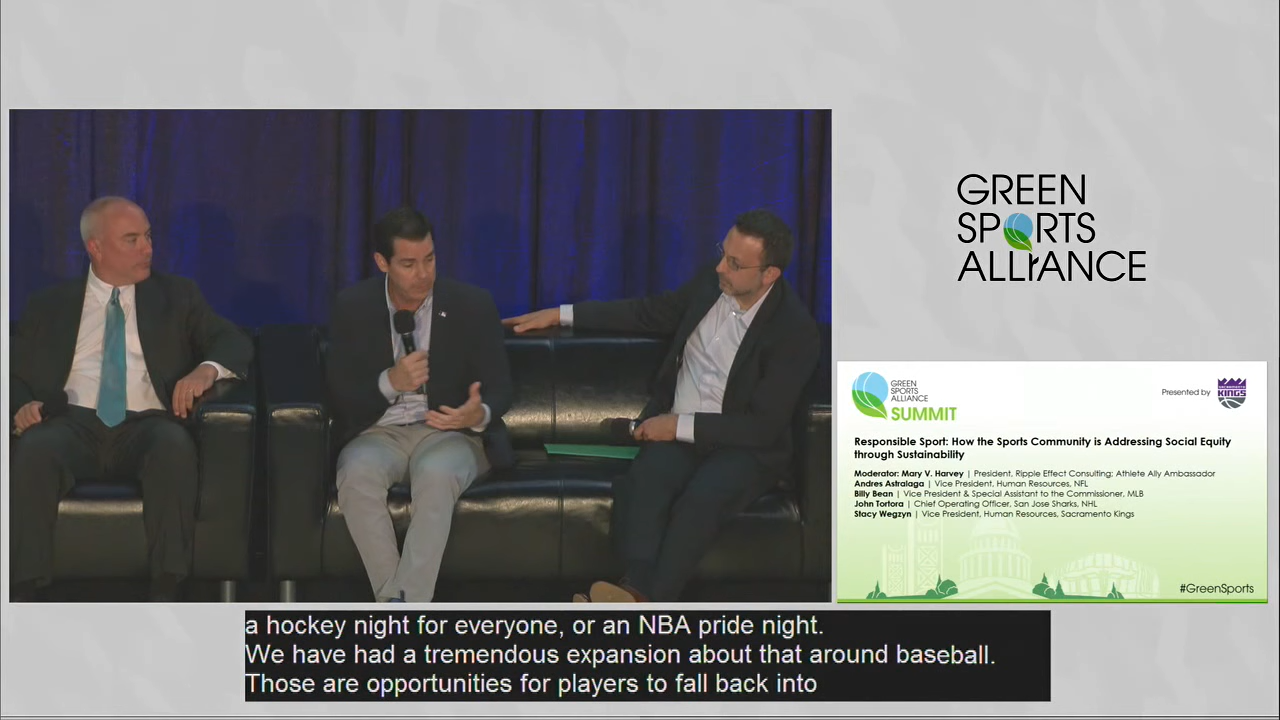 GREEN
SPORTS
ALLIANCE
GREEN
SPORTS
ALLIANCE
SUMMIT
Presented by
SACRAMENTO
KINGS
Responsible Sport: How the Sports Community is Addressing Social Equity
through Sustainability
Moderator: Mary V. Harvey | President, Ripple Effect Consulting; Athlete Ally Ambassador
Andres Astralaga | Vice President, Human Resources, NFL
Billy Bean | Vice President & Special Assistant to the Commissioner, MLB
John Tortora | Chief Operating Officer, San Jose Sharks, NHL
Stacy Wegzyn | Vice President, Human Resources, Sacramento Kings
#GreenSports
a hockey night for everyone, or an NBA pride night.
We have had a tremendous expansion about that around baseball.
Those are opportunities for players to fall back into